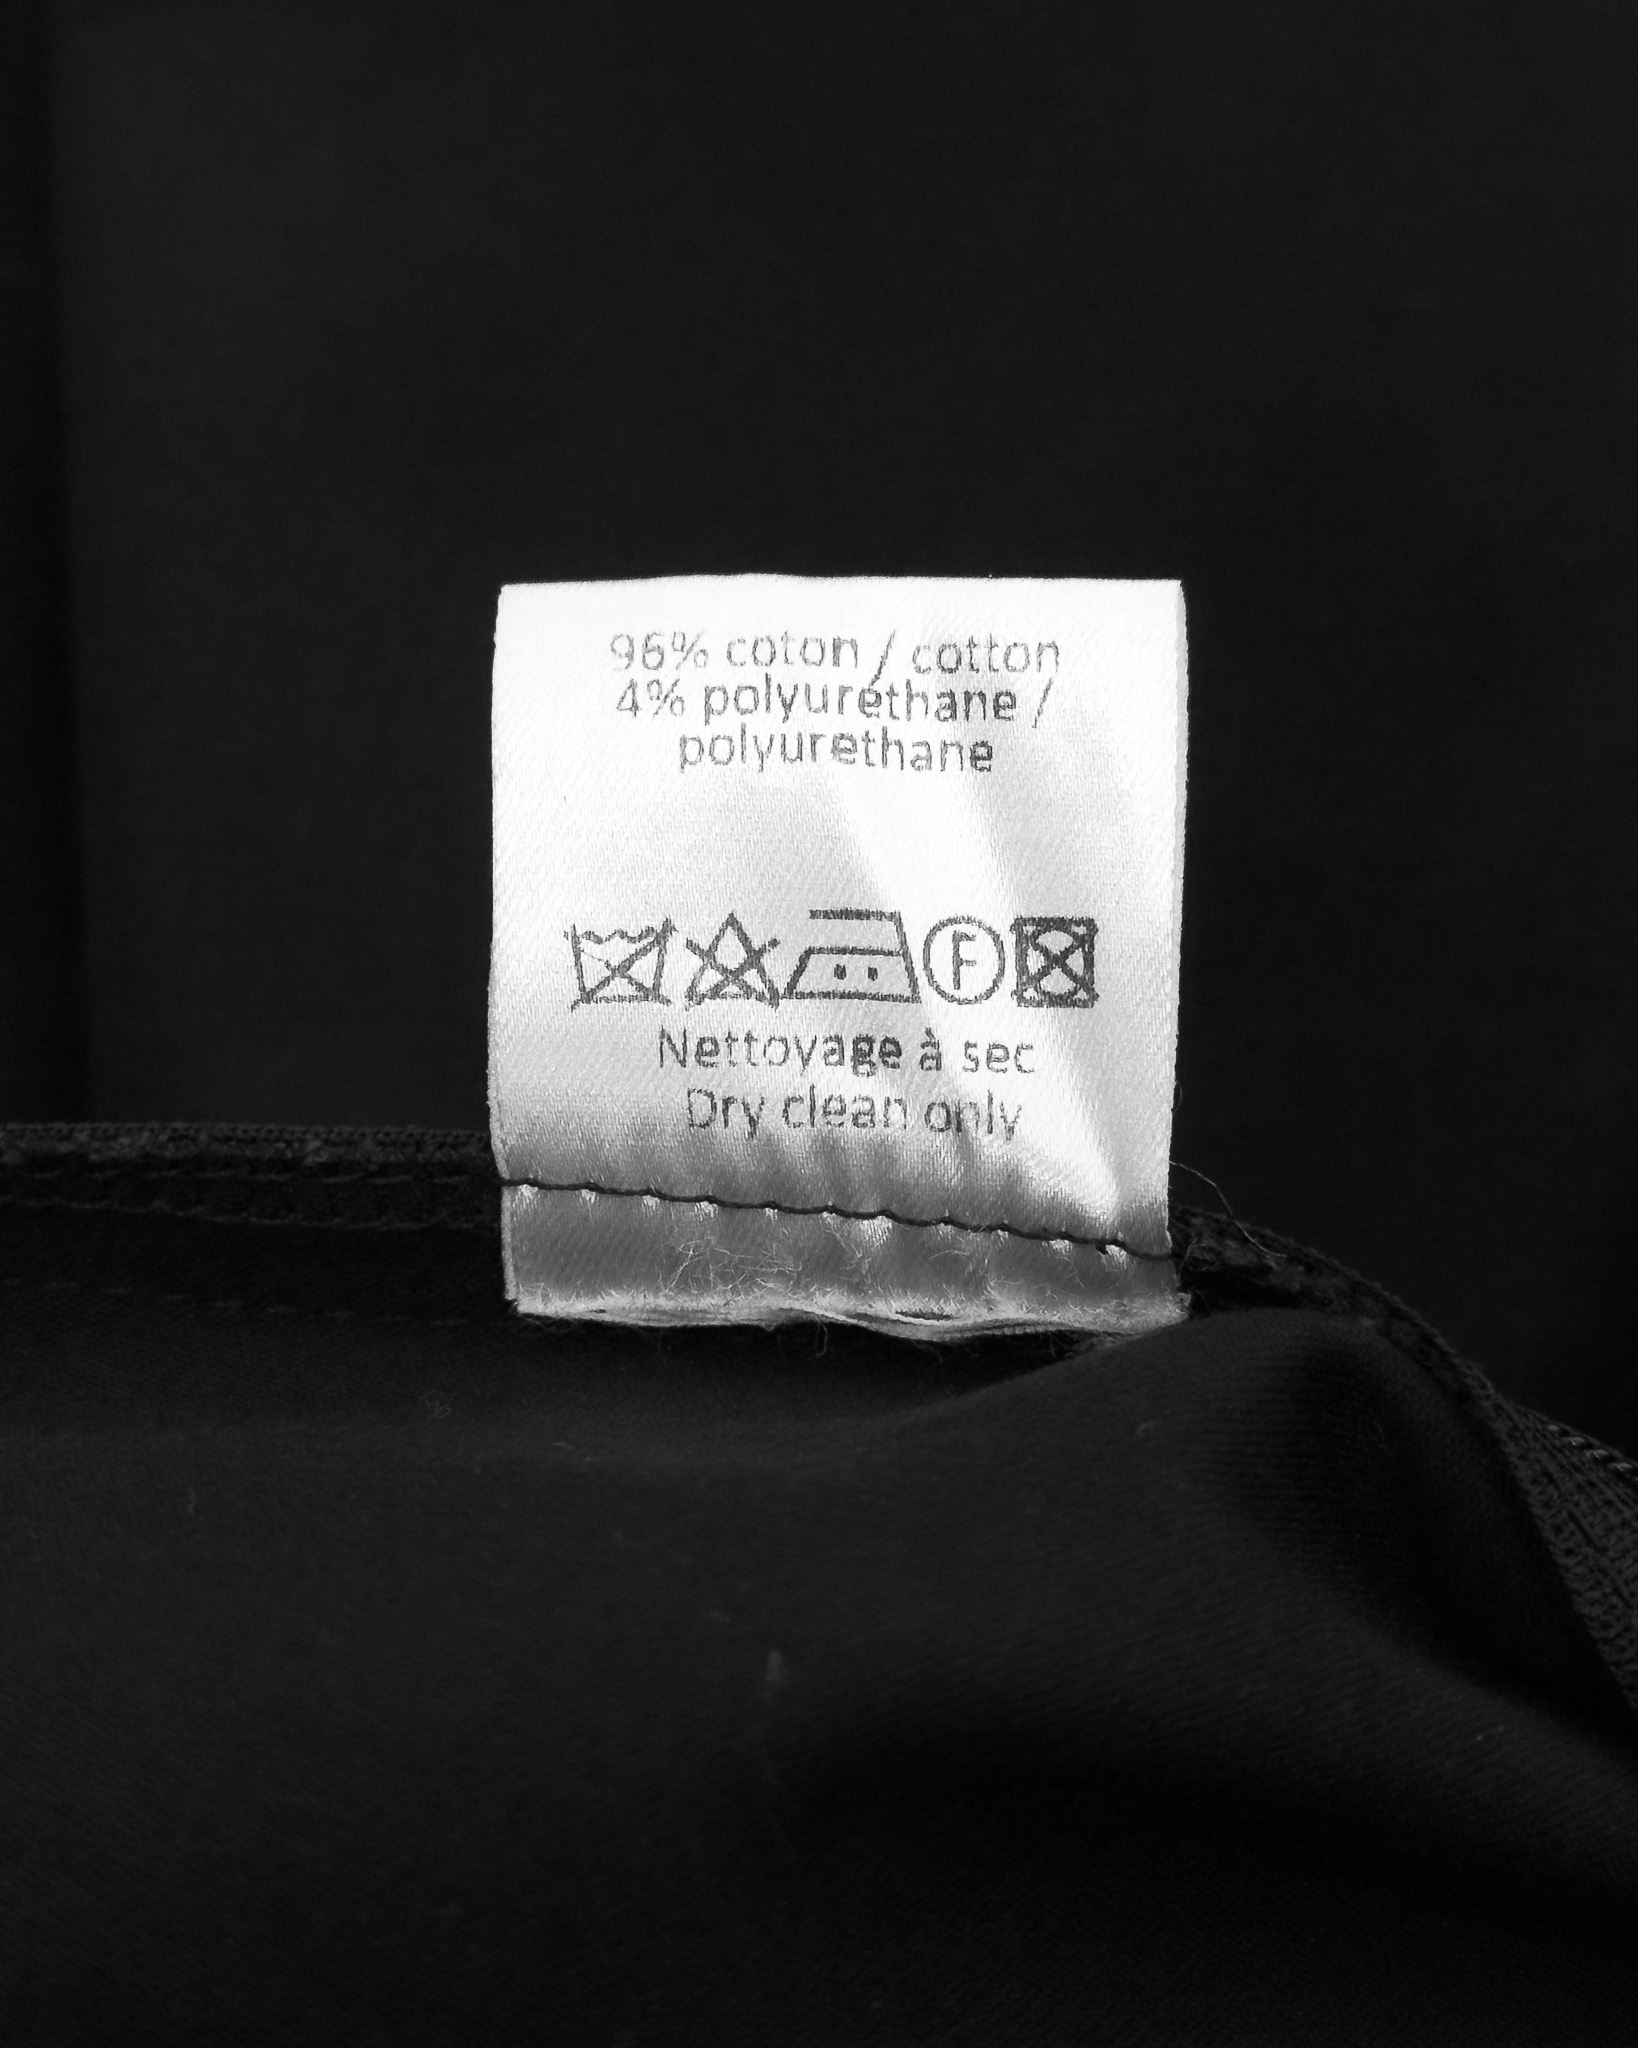 96% coton / cotton
4% polyuréthane /
polyurethane
F
Nettoyage à sec
Dry clean only